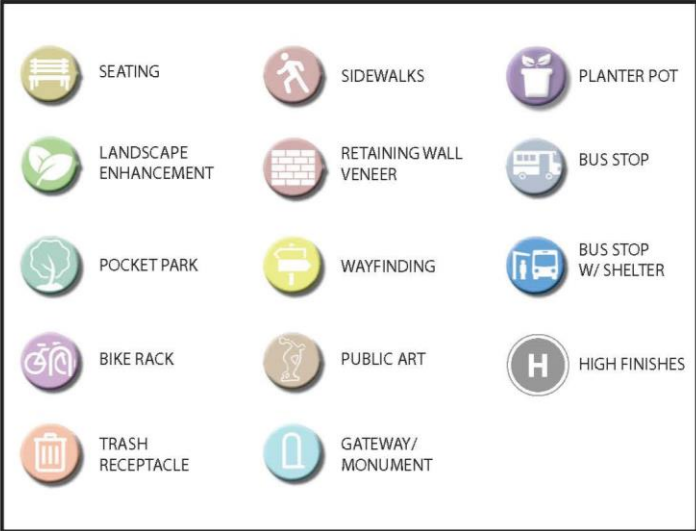 SEATING
LANDSCAPE
ENHANCEMENT
POCKET PARK
BIKE RACK
TRASH
RECEPTACLE
SIDEWALKS
RETAINING WALL
VENEER
WAYFINDING
PUBLIC ART
GATEWAY/
MONUMENT
PLANTER POT
BUS STOP
BUS STOP
W/ SHELTER
H
HIGH FINISHES